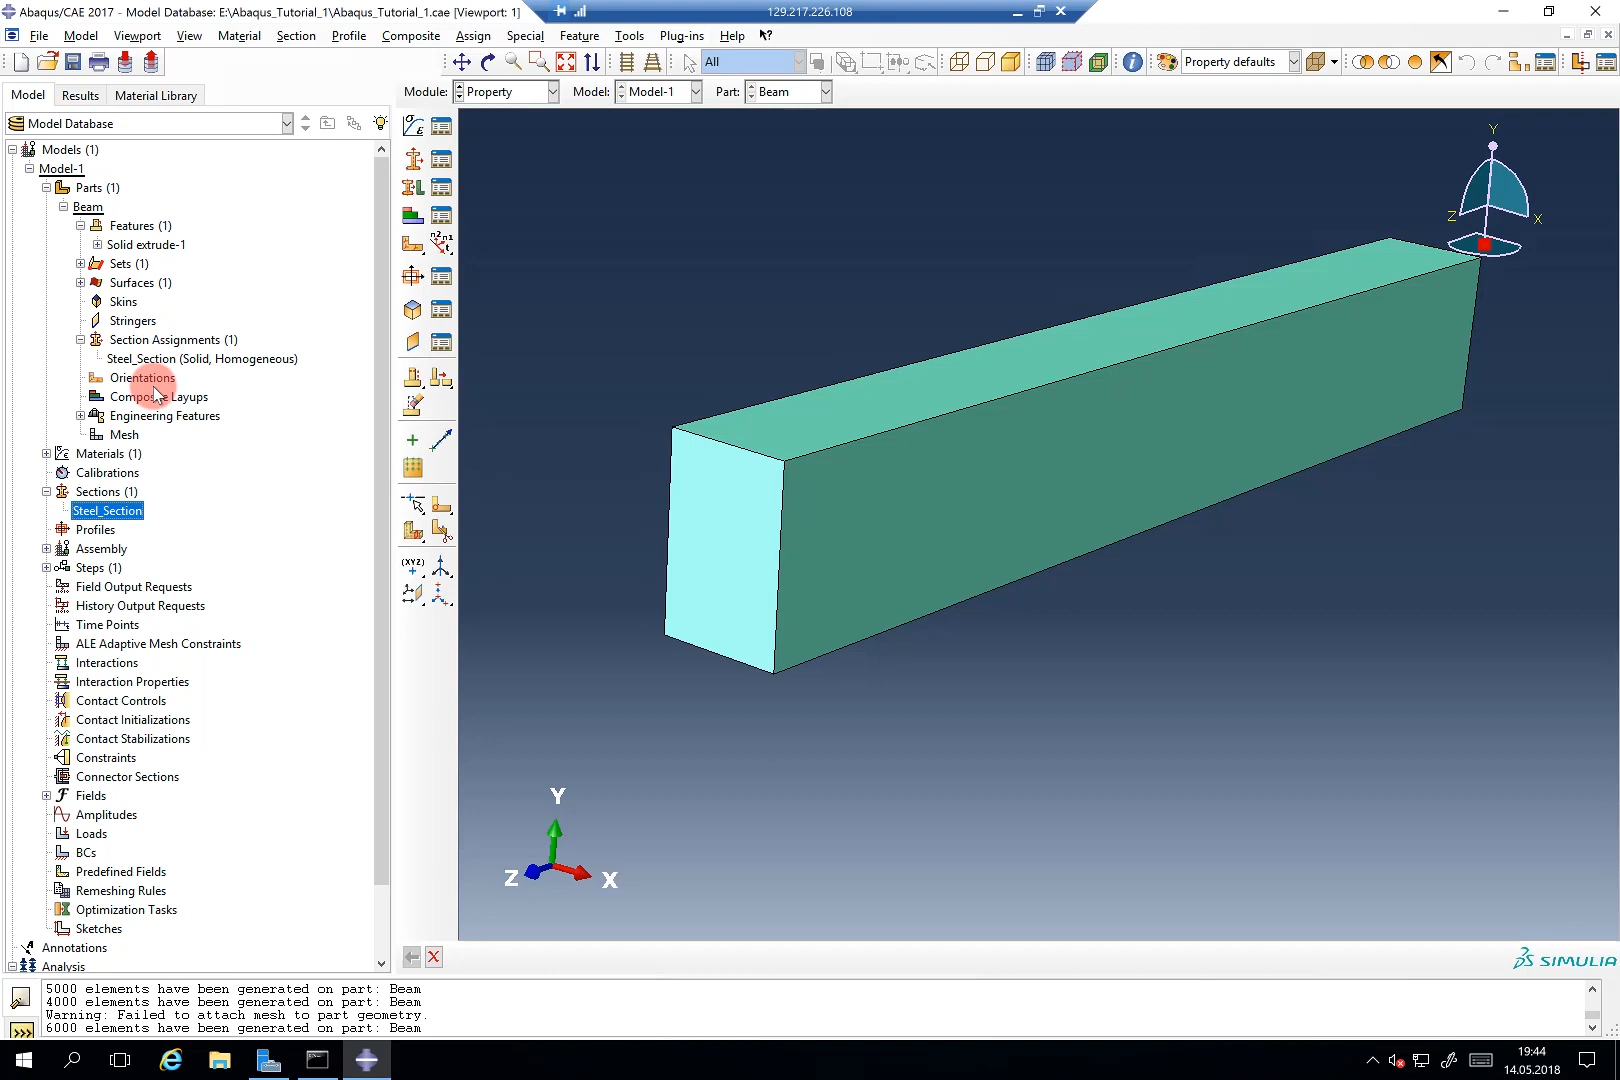 Abaqus/CAE 2017 - Model Database: E:\Abaqus_Tutorial_1\Abaqus_Tutorial_1.cae [Viewport: 1]
129.217.226.108
File Model Viewport View Material Section Profile Composite Assign Special Feature Tools Plug-ins Help
All
Property defaults
Model Results Material Library
Module: Property Model: Model-1 Part: Beam
Model Database
Models (1)
Model-1
Parts (1)
Beam
Features (1)
Solid extrude-1
Sets (1)
Surfaces (1)
Skins
Stringers
Section Assignments (1)
Steel_Section (Solid, Homogeneous)
Orientations
Composite Layups
Engineering Features
Mesh
Materials (1)
Calibrations
Sections (1)
Steel_Section
Profiles
Assembly
Steps (1)
Field Output Requests
History Output Requests
Time Points
ALE Adaptive Mesh Constraints
Interactions
Interaction Properties
Contact Controls
Contact Initializations
Contact Stabilizations
Constraints
Connector Sections
Fields
Amplitudes
Loads
BCs
Predefined Fields
Remeshing Rules
Optimization Tasks
Sketches
Annotations
Analysis
n2 n1
t
(XYZ)
Y
Z
X
Y
Z
X
SIMULIA
5000 elements have been generated on part: Beam
4000 elements have been generated on part: Beam
Warning: Failed to attach mesh to part geometry.
6000 elements have been generated on part: Beam
>>>
19:44
14.05.2018